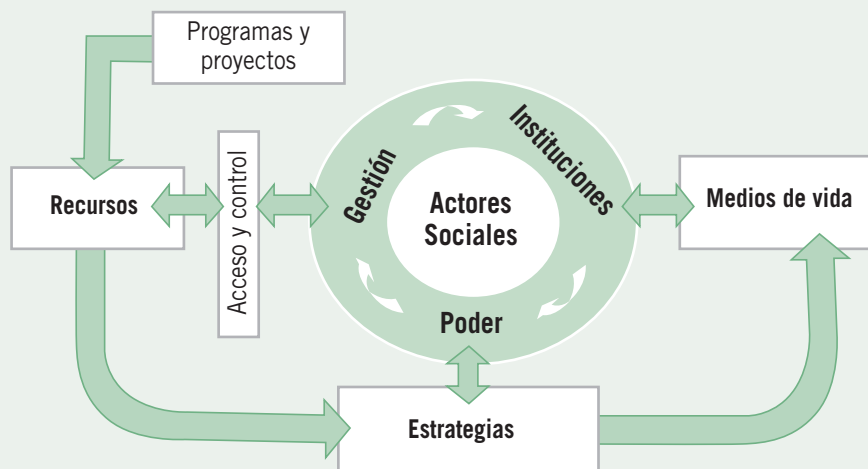 Programas y
proyectos
Recursos
Acceso y control
Gestión
Instituciones
Actores
Sociales
Poder
Medios de vida
Estrategias